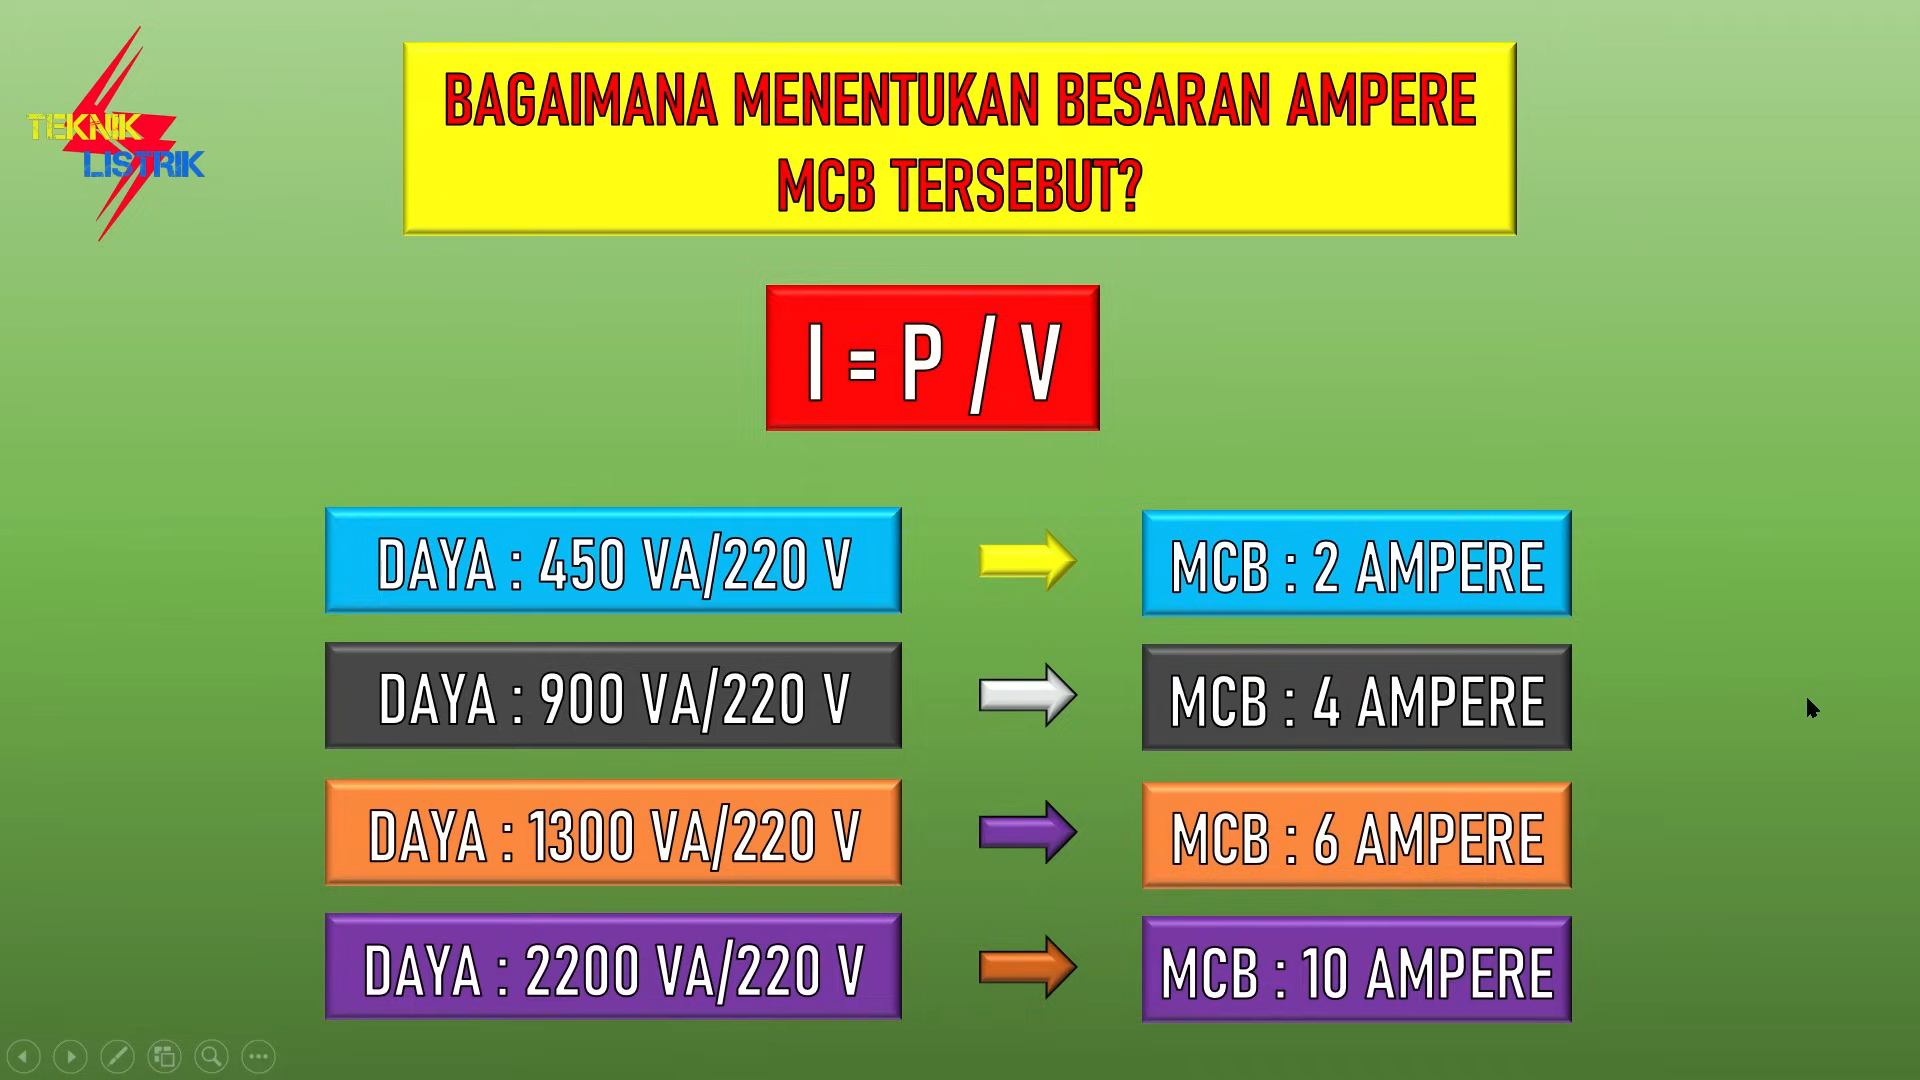 TEKNIK
LISTRIK
BAGAIMANA MENENTUKAN BESARAN AMPERE
MCB TERSEBUT?
I = P / V
DAYA : 450 VA/220 V
MCB : 2 AMPERE
DAYA : 900 VA/220 V
MCB : 4 AMPERE
DAYA : 1300 VA/220 V
MCB : 6 AMPERE
DAYA : 2200 VA/220 V
MCB : 10 AMPERE